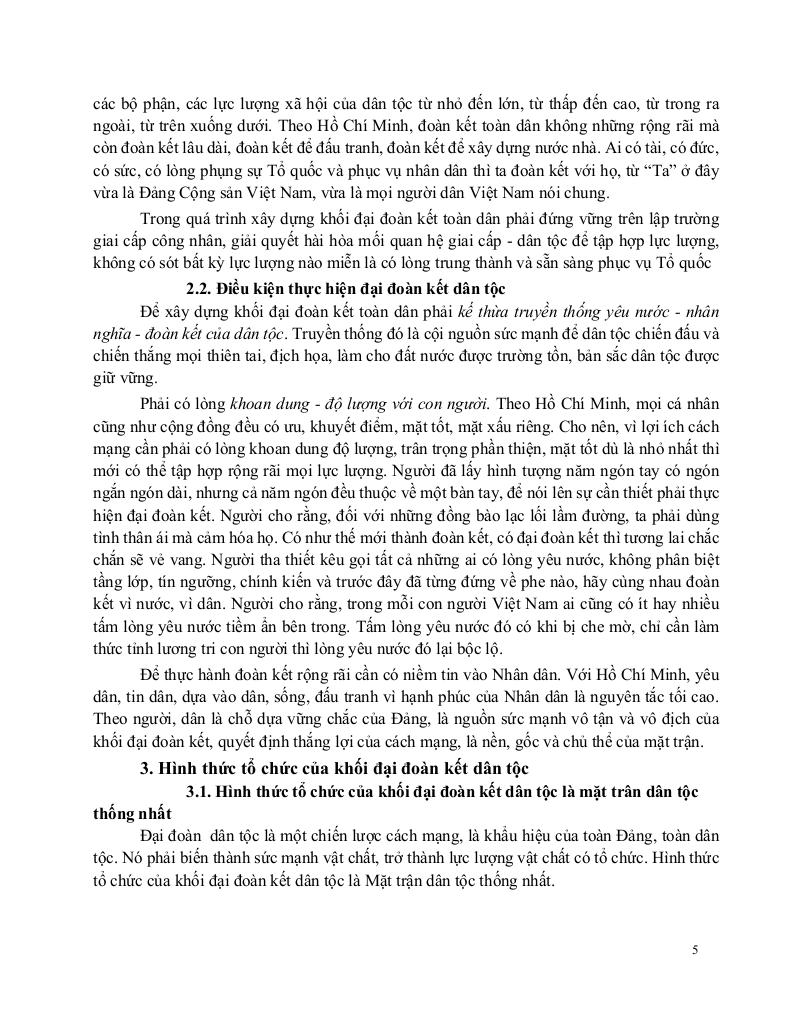 các bộ phận, các lực lượng xã hội của dân tộc từ nhỏ đến lớn, từ thấp đến cao, từ trong ra
ngoài, từ trên xuống dưới. Theo Hồ Chí Minh, đoàn kết toàn dân không những rộng rãi mà
còn đoàn kết lâu dài, đoàn kết để đấu tranh, đoàn kết để xây dựng nước nhà. Ai có tài, có đức,
có sức, có lòng phụng sự Tổ quốc và phục vụ nhân dân thì ta đoàn kết với họ, từ “Ta” ở đây
vừa là Đảng Cộng sản Việt Nam, vừa là mọi người dân Việt Nam nói chung.
Trong quá trình xây dựng khối đại đoàn kết toàn dân phải đứng vững trên lập trường
giai cấp công nhân, giải quyết hài hòa mối quan hệ giai cấp - dân tộc để tập hợp lực lượng,
không có sót bất kỳ lực lượng nào miễn là có lòng trung thành và sẵn sàng phục vụ Tổ quốc
2.2. Điều kiện thực hiện đại đoàn kết dân tộc
Để xây dựng khối đại đoàn kết toàn dân phải kế thừa truyền thống yêu nước - nhân
nghĩa - đoàn kết của dân tộc. Truyền thống đó là cội nguồn sức mạnh để dân tộc chiến đấu và
chiến thắng mọi thiên tai, địch họa, làm cho đất nước được trường tồn, bản sắc dân tộc được
giữ vững.
Phải có lòng khoan dung - độ lượng với con người. Theo Hồ Chí Minh, mọi cá nhân
cũng như cộng đồng đều có ưu, khuyết điểm, mặt tốt, mặt xấu riêng. Cho nên, vì lợi ích cách
mạng cần phải có lòng khoan dung độ lượng, trân trọng phần thiện, mặt tốt dù là nhỏ nhất thì
mới có thể tập hợp rộng rãi mọi lực lượng. Người đã lấy hình tượng năm ngón tay có ngón
ngắn ngón dài, nhưng cả năm ngón đều thuộc về một bàn tay, để nói lên sự cần thiết phải thực
hiện đại đoàn kết. Người cho rằng, đối với những đồng bào lạc lối lầm đường, ta phải dùng
tình thân ái mà cảm hóa họ. Có như thế mới thành đoàn kết, có đại đoàn kết thì tương lai chắc
chắn sẽ vẻ vang. Người tha thiết kêu gọi tất cả những ai có lòng yêu nước, không phân biệt
tầng lớp, tín ngưỡng, chính kiến và trước đây đã từng đứng về phe nào, hãy cùng nhau đoàn
kết vì nước, vì dân. Người cho rằng, trong mỗi con người Việt Nam ai cũng có ít hay nhiều
tấm lòng yêu nước tiềm ẩn bên trong. Tấm lòng yêu nước đó có khi bị che mờ, chỉ cần làm
thức tỉnh lương tri con người thì lòng yêu nước đó lại bộc lộ.
Để thực hành đoàn kết rộng rãi cần có niềm tin vào Nhân dân. Với Hồ Chí Minh, yêu
dân, tin dân, dựa vào dân, sống, đấu tranh vì hạnh phúc của Nhân dân là nguyên tắc tối cao.
Theo người, dân là chỗ dựa vững chắc của Đảng, là nguồn sức mạnh vô tận và vô địch của
khối đại đoàn kết, quyết định thắng lợi của cách mạng, là nền, gốc và chủ thể của mặt trận.
3. Hình thức tổ chức của khối đại đoàn kết dân tộc
3.1. Hình thức tổ chức của khối đại đoàn kết dân tộc là mặt trân dân tộc
thống nhất
Đại đoàn  dân tộc là một chiến lược cách mạng, là khẩu hiệu của toàn Đảng, toàn dân
tộc. Nó phải biến thành sức mạnh vật chất, trở thành lực lượng vật chất có tổ chức. Hình thức
tổ chức của khối đại đoàn kết dân tộc là Mặt trận dân tộc thống nhất.
5